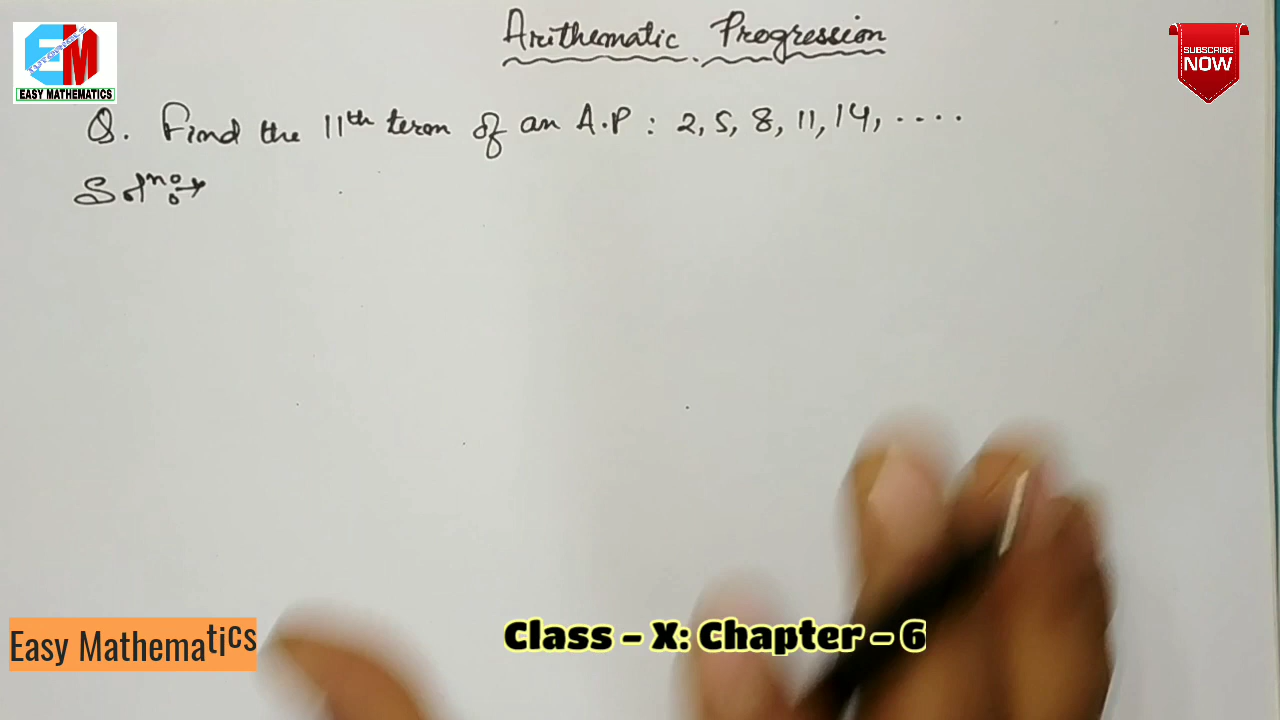 Arithematic Progression
EM
EASY MATHEMATICS
SUBSCRIBE
NOW
Q. Find the 11th term of an A.P : 2, 5, 8, 11, 14, ....
Solno:→
Easy Mathematics
Class – X: Chapter – 6